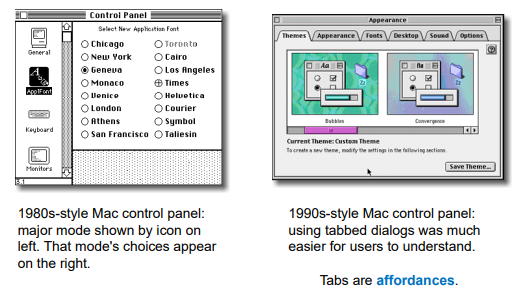 Control Panel
Select New Application Font
General
ApplFont
Keyboard
Monitors
3.1
Chicago
New York
Geneva
Monaco
Venice
London
Athens
San Francisco
Toronto
Cairo
Los Angeles
Times
Helvetica
Courier
Symbol
Taliesin
Appearance
Themes
Appearance
Fonts
Desktop
Sound
Options
Aa
Aa
Bubbles
Convergence
Current Theme: Custom Theme
To create a new theme, modify the settings in the following sections.
Save Theme...
1980s-style Mac control panel:
major mode shown by icon on
left. That mode's choices appear
on the right.
1990s-style Mac control panel:
using tabbed dialogs was much
easier for users to understand.
Tabs are affordances.